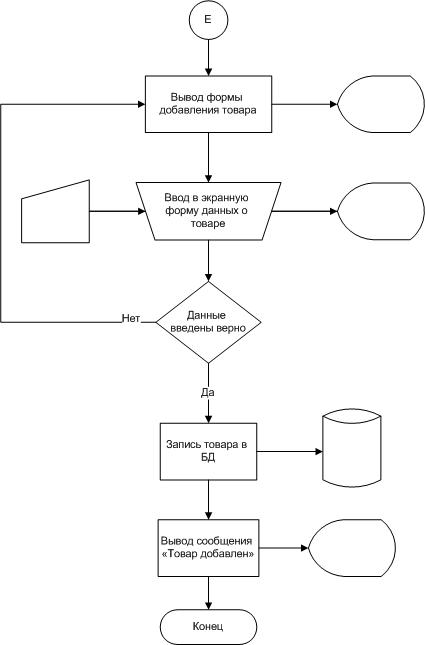 Е
Вывод формы
добавления товара
Ввод в экранную
форму данных о
товаре
Данные
введены верно
Нет
Да
Запись товара в
БД
Вывод сообщения
«Товар добавлен»
Конец